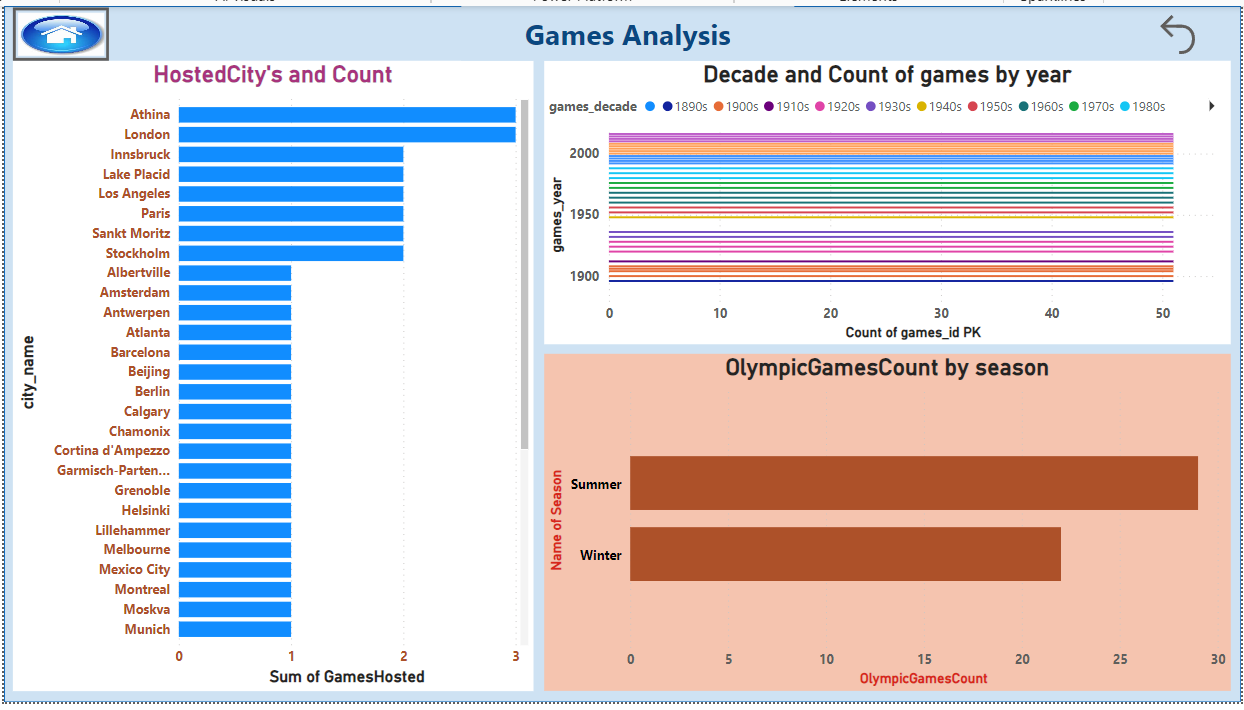 Games Analysis
HostedCity's and Count
city_name
Athina
London
Innsbruck
Lake Placid
Los Angeles
Paris
Sankt Moritz
Stockholm
Albertville
Amsterdam
Antwerpen
Atlanta
Barcelona
Beijing
Berlin
Calgary
Chamonix
Cortina d'Ampezzo
Garmisch-Parten...
Grenoble
Helsinki
Lillehammer
Melbourne
Mexico City
Montreal
Moskva
Munich
0 1 2 3
Sum of GamesHosted
Decade and Count of games by year
games_decade 1890s 1900s 1910s 1920s 1930s 1940s 1950s 1960s 1970s 1980s
games_year
2000
1950
1900
0 10 20 30 40 50
Count of games_id PK
OlympicGamesCount by season
Name of Season
Summer
Winter
0 5 10 15 20 25 30
OlympicGamesCount